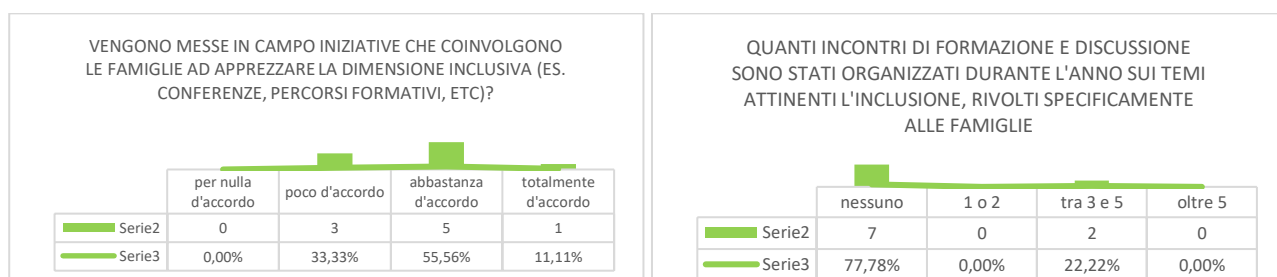 VENGONO MESSE IN CAMPO INIZIATIVE CHE COINVOLGONO
LE FAMIGLIE AD APPREZZARE LA DIMENSIONE INCLUSIVA (ES.
CONFERENZE, PERCORSI FORMATIVI, ETC)?
per nulla d'accordo poco d'accordo abbastanza d'accordo totalmente d'accordo
Serie2 0 3 5 1
Serie3 0,00% 33,33% 55,56% 11,11%
QUANTI INCONTRI DI FORMAZIONE E DISCUSSIONE
SONO STATI ORGANIZZATI DURANTE L'ANNO SUI TEMI
ATTINENTI L'INCLUSIONE, RIVOLTI SPECIFICAMENTE
ALLE FAMIGLIE
nessuno 1 o 2 tra 3 e 5 oltre 5
Serie2 7 0 2 0
Serie3 77,78% 0,00% 22,22% 0,00%